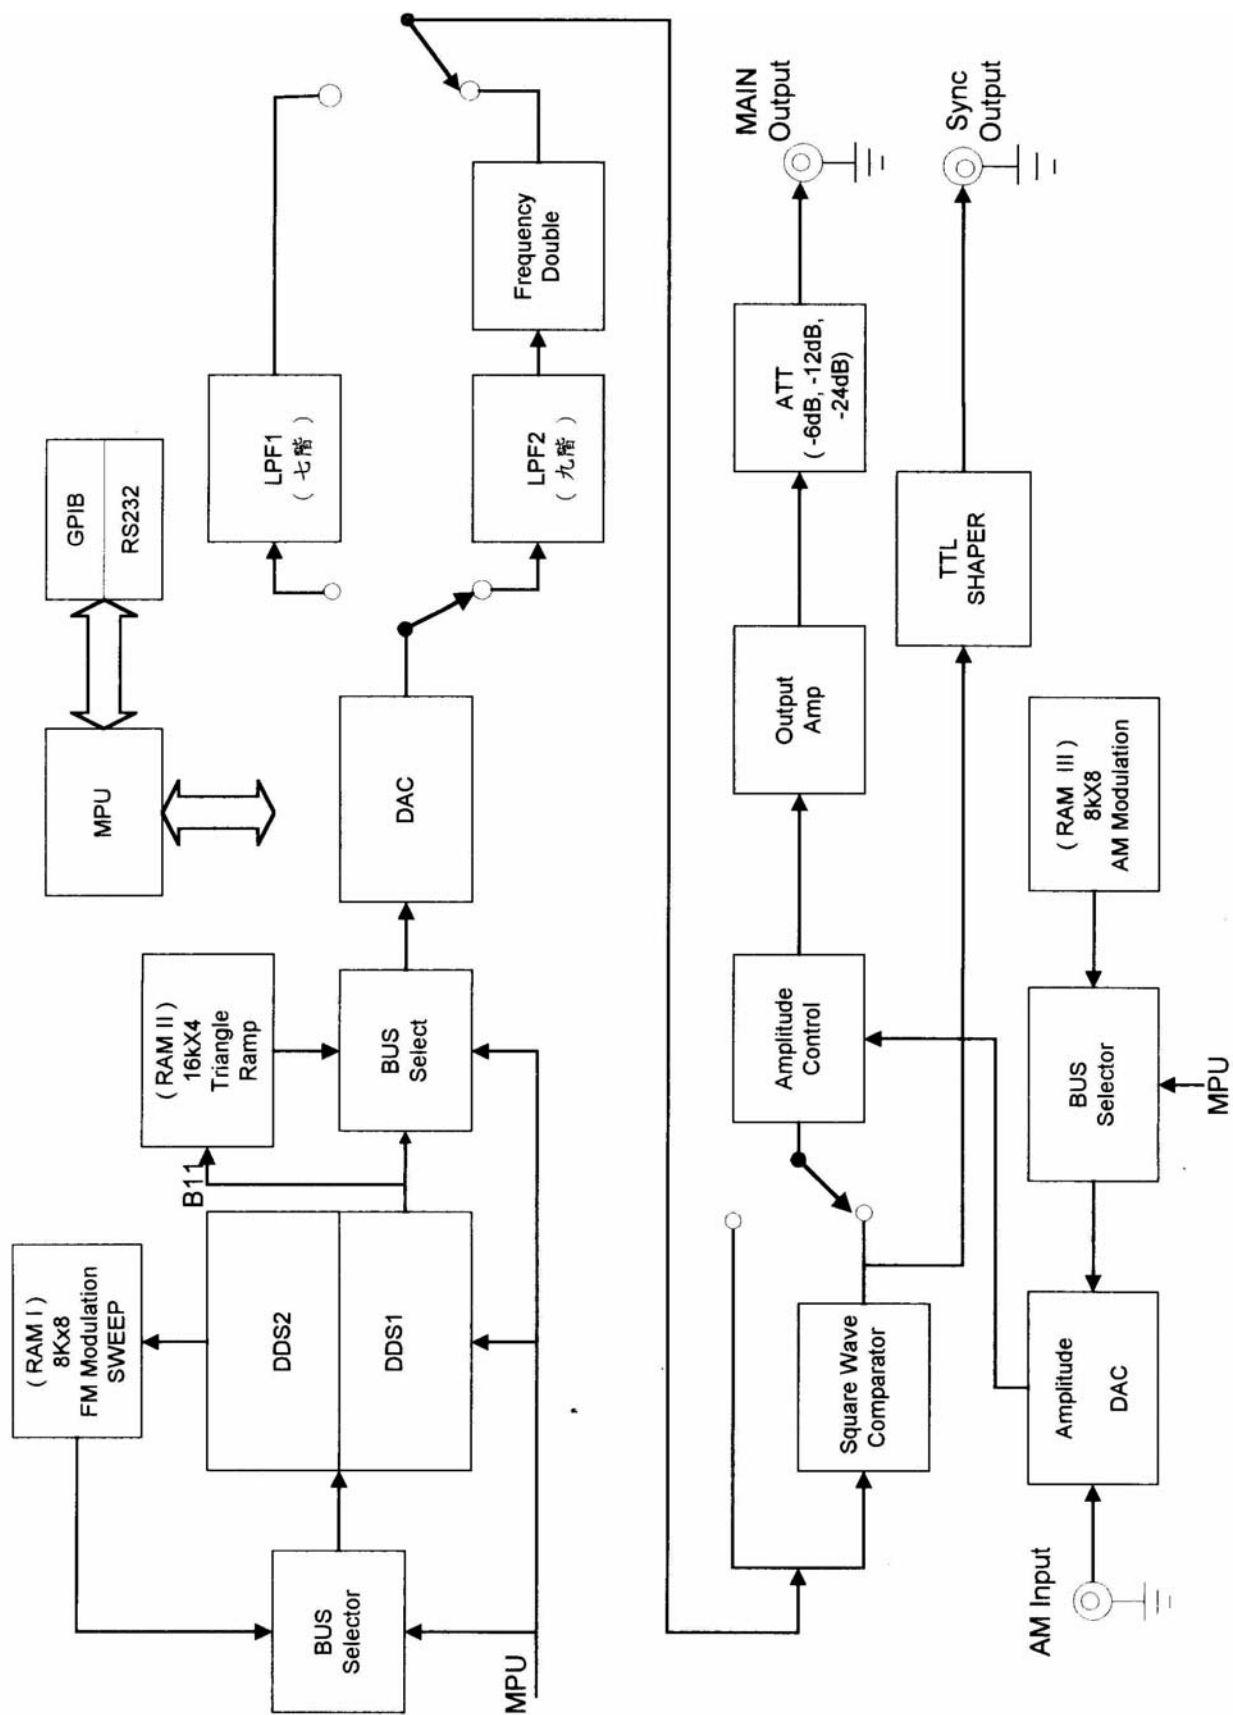 (RAM I)
8Kx8
FM Modulation
SWEEP
BUS
Selector
MPU
DDS2
DDS1
B11
(RAM II)
16kX4
Triangle
Ramp
BUS
Select
MPU
GPIB
RS232
DAC
LPF1
(七階)
LPF2
(九階)
Frequency
Double
Square Wave
Comparator
Amplitude
Control
Output
Amp
ATT
(-6dB, -12dB,
-24dB)
MAIN
Output
TTL
SHAPER
Sync
Output
AM Input
Amplitude
DAC
BUS
Selector
MPU
(RAM III)
8kX8
AM Modulation